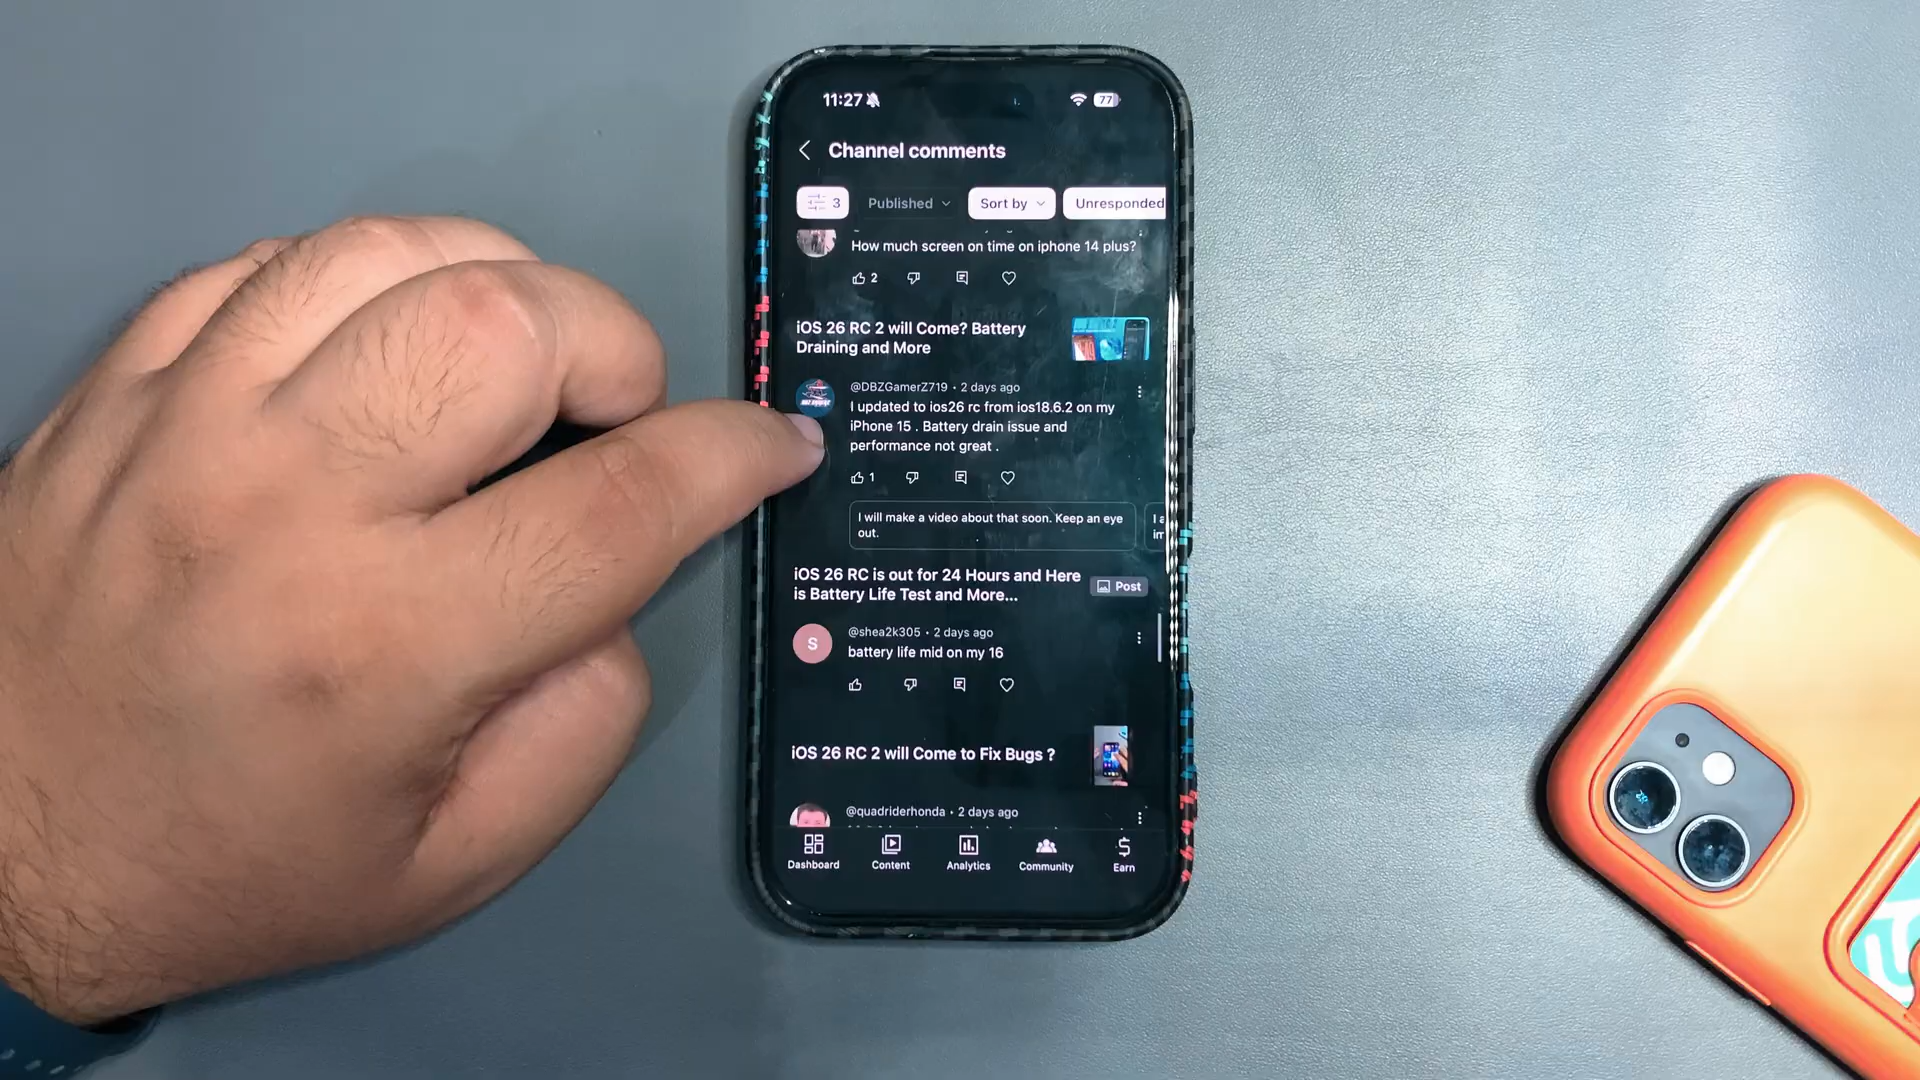 11:27
77
Channel comments
3
Published
Sort by
Unresponded
How much screen on time on iphone 14 plus?
2
iOS 26 RC 2 will Come? Battery
Draining and More
@DBZGamerZ719 • 2 days ago
I updated to ios26 rc from ios18.6.2 on my
iPhone 15 . Battery drain issue and
performance not great .
1
I will make a video about that soon. Keep an eye
out.
iOS 26 RC is out for 24 Hours and Here
is Battery Life Test and More...
Post
S
@shea2k305 • 2 days ago
battery life mid on my 16
iOS 26 RC 2 will Come to Fix Bugs ?
@quadriderhonda • 2 days ago
Dashboard
Content
Analytics
Community
Earn